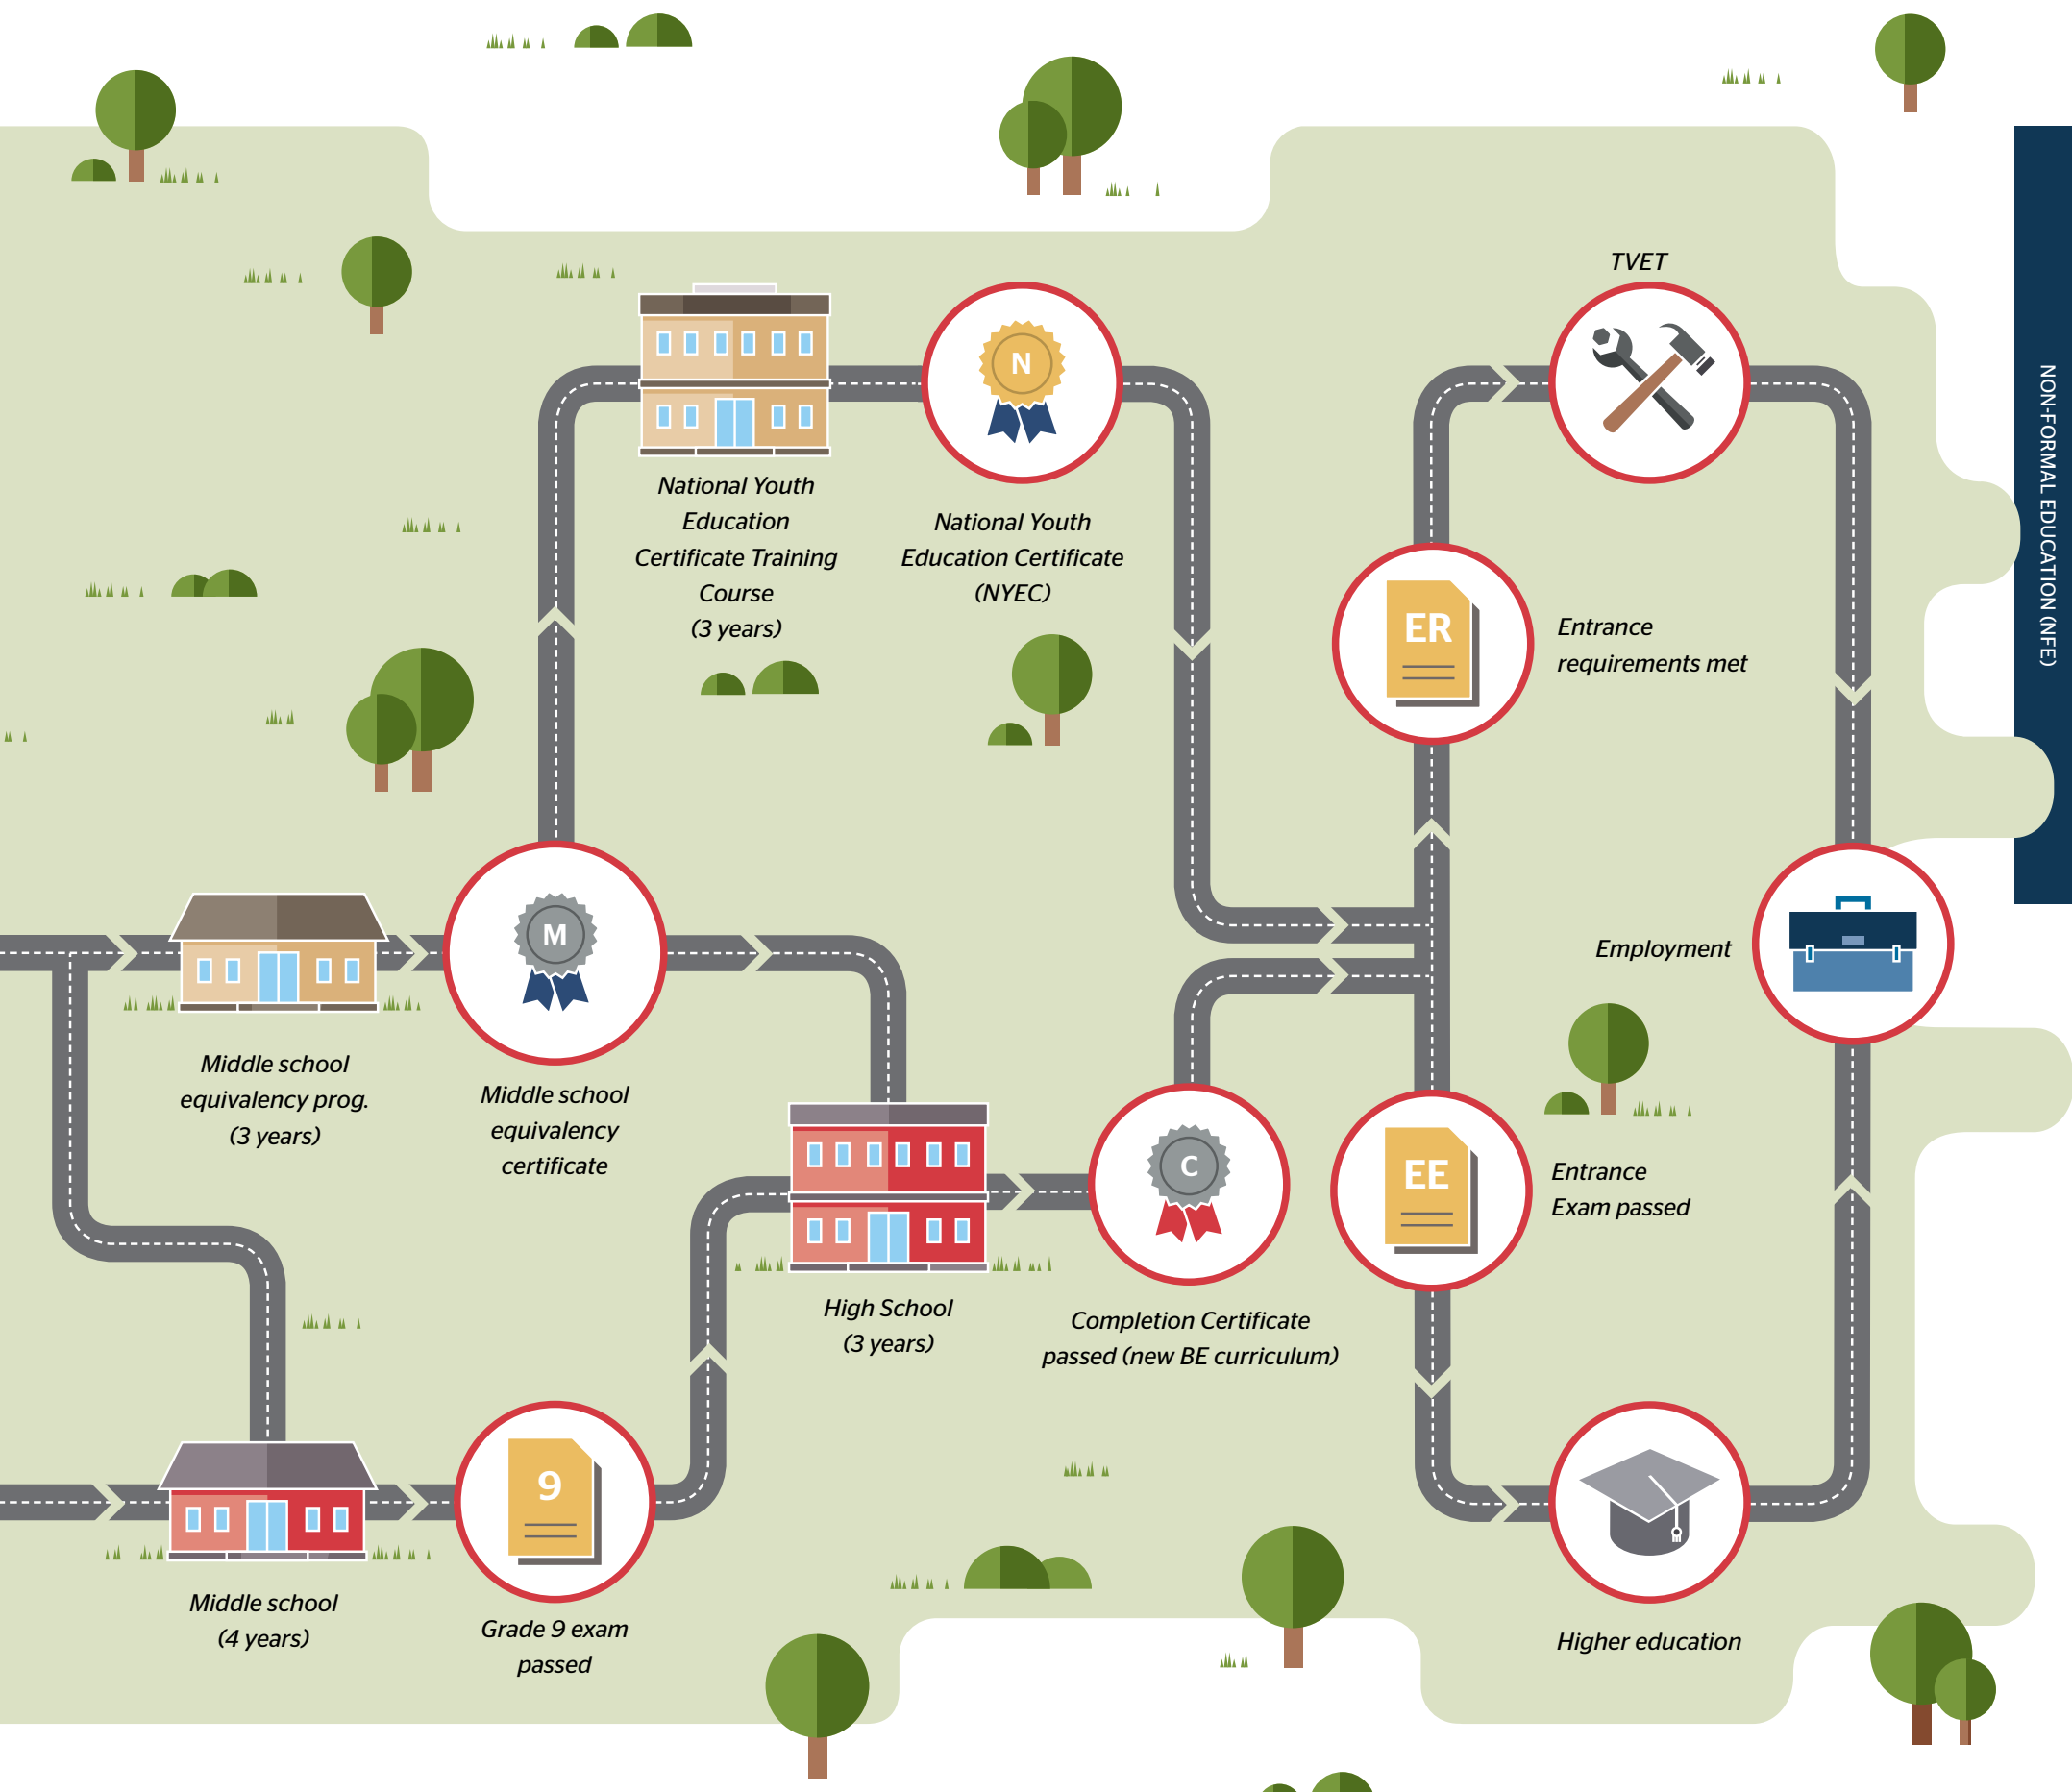 TVET
NON-FORMAL EDUCATION (NFE)
N
National Youth
Education
Certificate Training
Course
(3 years)
National Youth
Education Certificate
(NYEC)
ER
Entrance
requirements met
M
Employment
Middle school
equivalency prog.
(3 years)
Middle school
equivalency
certificate
C
EE
Entrance
Exam passed
High School
(3 years)
Completion Certificate
passed (new BE curriculum)
9
Middle school
(4 years)
Grade 9 exam
passed
Higher education